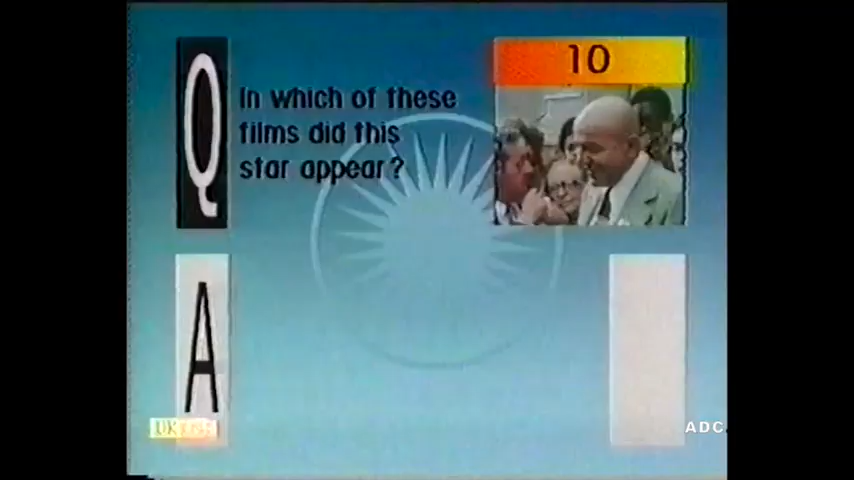 Q
10
In which of these
films did this
star appear?
A
ADC